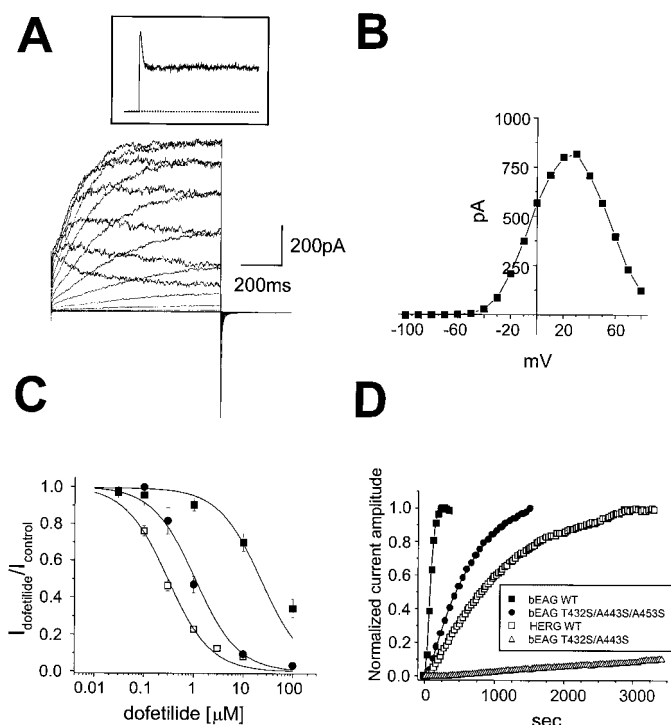 A
200pA
200ms
B
1000
750
500
250
0
pA
-100 -60 -20 20 60
mV
C
1.0
0.8
0.6
0.4
0.2
0.0
I dofetilide/I control
0.01 0.1 1 10 100
dofetilide [µM]
D
1.0
0.8
0.6
0.4
0.2
0.0
Normalized current amplitude
bEAG WT
bEAG T432S/A443S/A453S
HERG WT
bEAG T432S/A443S
0 1000 2000 3000
sec